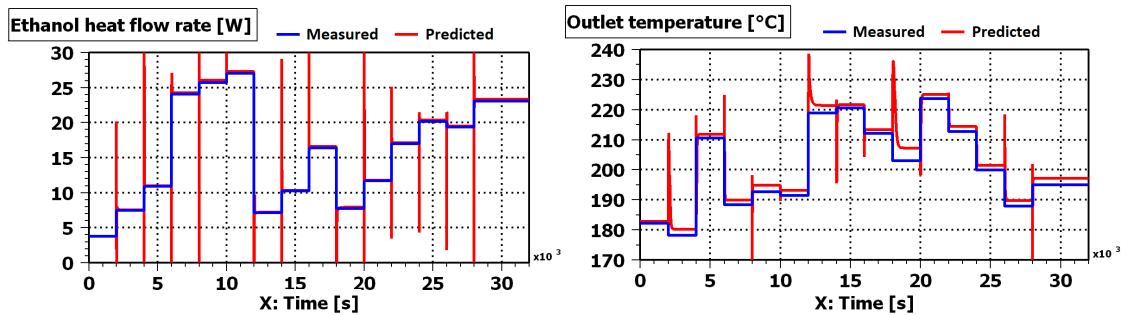 Ethanol heat flow rate [W]
Measured Predicted
30
25
20
15
10
5
0
0 5 10 15 20 25 30
x10 3
X: Time [s]
Outlet temperature [°C]
Measured Predicted
240
230
220
210
200
190
180
170
0 5 10 15 20 25 30
x10 3
X: Time [s]